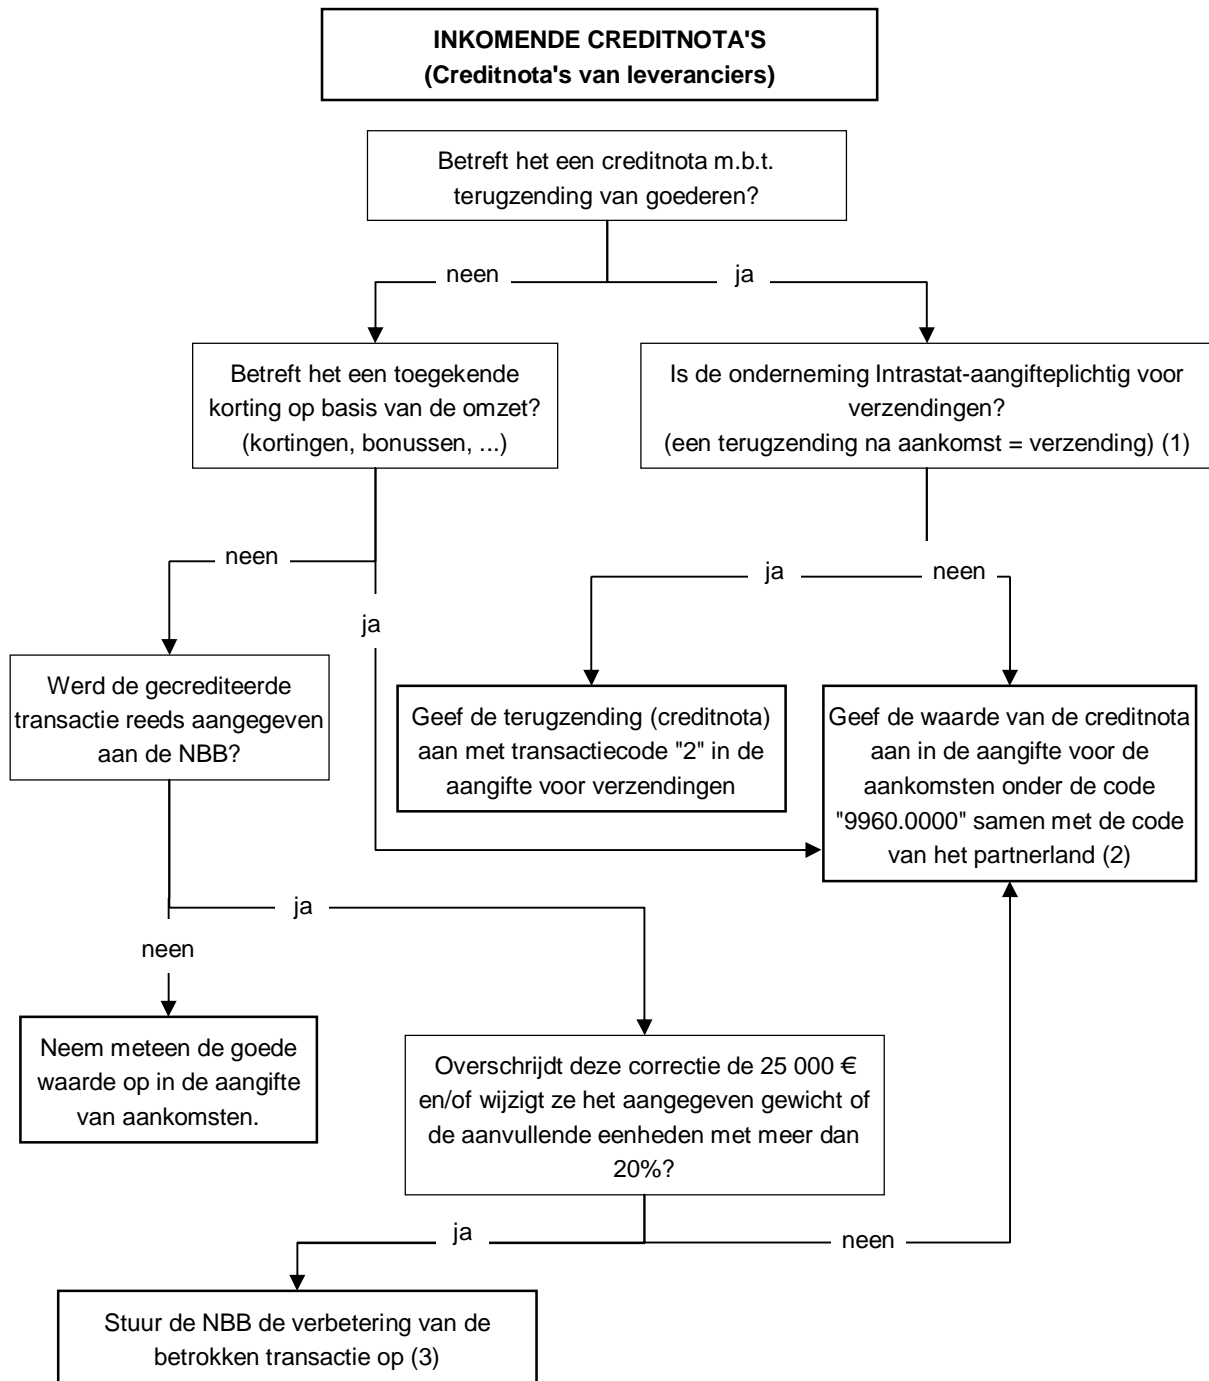 INKOMENDE CREDITNOTA'S
(Creditnota's van leveranciers)
Betreft het een creditnota m.b.t.
terugzending van goederen?
neen
ja
Betreft het een toegekende
korting op basis van de omzet?
(kortingen, bonussen, ...)
Is de onderneming Intrastat-aangifteplichtig voor
verzendingen?
(een terugzending na aankomst = verzending) (1)
neen
ja
neen
ja
Werd de gecrediteerde
transactie reeds aangegeven
aan de NBB?
Geef de terugzending (creditnota)
aan met transactiecode "2" in de
aangifte voor verzendingen
Geef de waarde van de creditnota
aan in de aangifte voor de
aankomsten onder de code
"9960.0000" samen met de code
van het partnerland (2)
ja
neen
Neem meteen de goede
waarde op in de aangifte
van aankomsten.
Overschrijdt deze correctie de 25 000 €
en/of wijzigt ze het aangegeven gewicht of
de aanvullende eenheden met meer dan
20%?
ja
neen
Stuur de NBB de verbetering van de
betrokken transactie op (3)